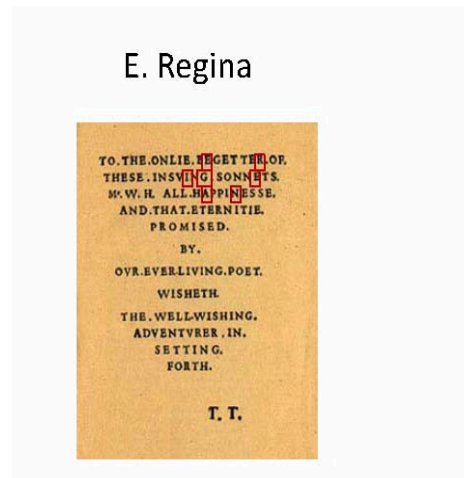 E. Regina
TO.THE.ONLIE.BEGETTER.OF.
THESE.INSVING.SONNETS.
Mr.W.H. ALL.HAPPINESSE.
AND.THAT.ETERNITIE.
PROMISED.
BY.
OVR.EVER-LIVING.POET.
WISHETH.
THE.WELL-WISHING.
ADVENTVRER.IN.
SETTING.
FORTH.
T. T.